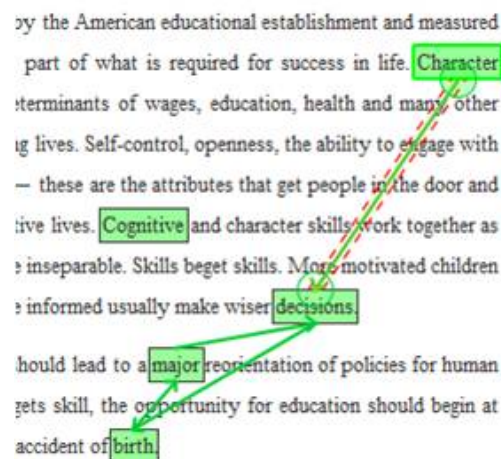 by the American educational establishment and measured
part of what is required for success in life. Character
eterminants of wages, education, health and many other
ng lives. Self-control, openness, the ability to engage with
— these are the attributes that get people in the door and
tive lives. Cognitive and character skills work together as
e inseparable. Skills beget skills. More motivated children
e informed usually make wiser decisions.
should lead to a major reorientation of policies for human
gets skill, the opportunity for education should begin at
accident of birth.